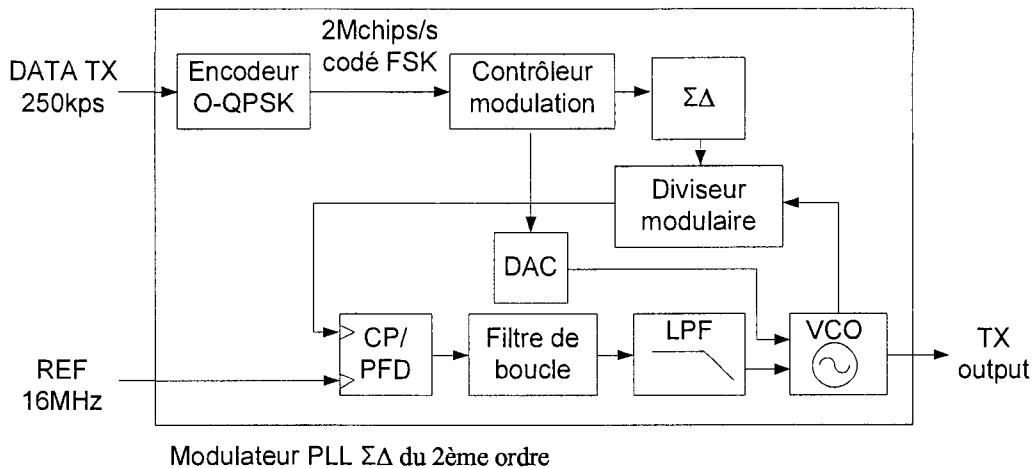 2Mchips/s
codé FSK
DATA TX
250kps
Encodeur
O-QPSK
Contrôleur
modulation
ΣΔ
Diviseur
modulaire
DAC
CP/
PFD
Filtre de
boucle
LPF
VCO
TX
output
REF
16MHz
Modulateur PLL ΣΔ du 2ème ordre